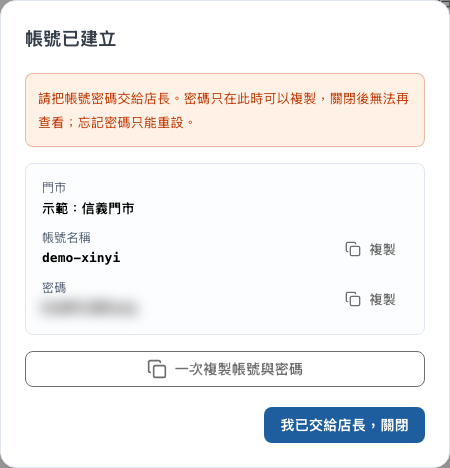 帳號已建立
請把帳號密碼交給店長。密碼只在此時可以複製，關閉後無法再
查看；忘記密碼只能重設。
門市
示範：信義門市
帳號名稱
demo-xinyi
複製
密碼
複製
一次複製帳號與密碼
我已交給店長，關閉